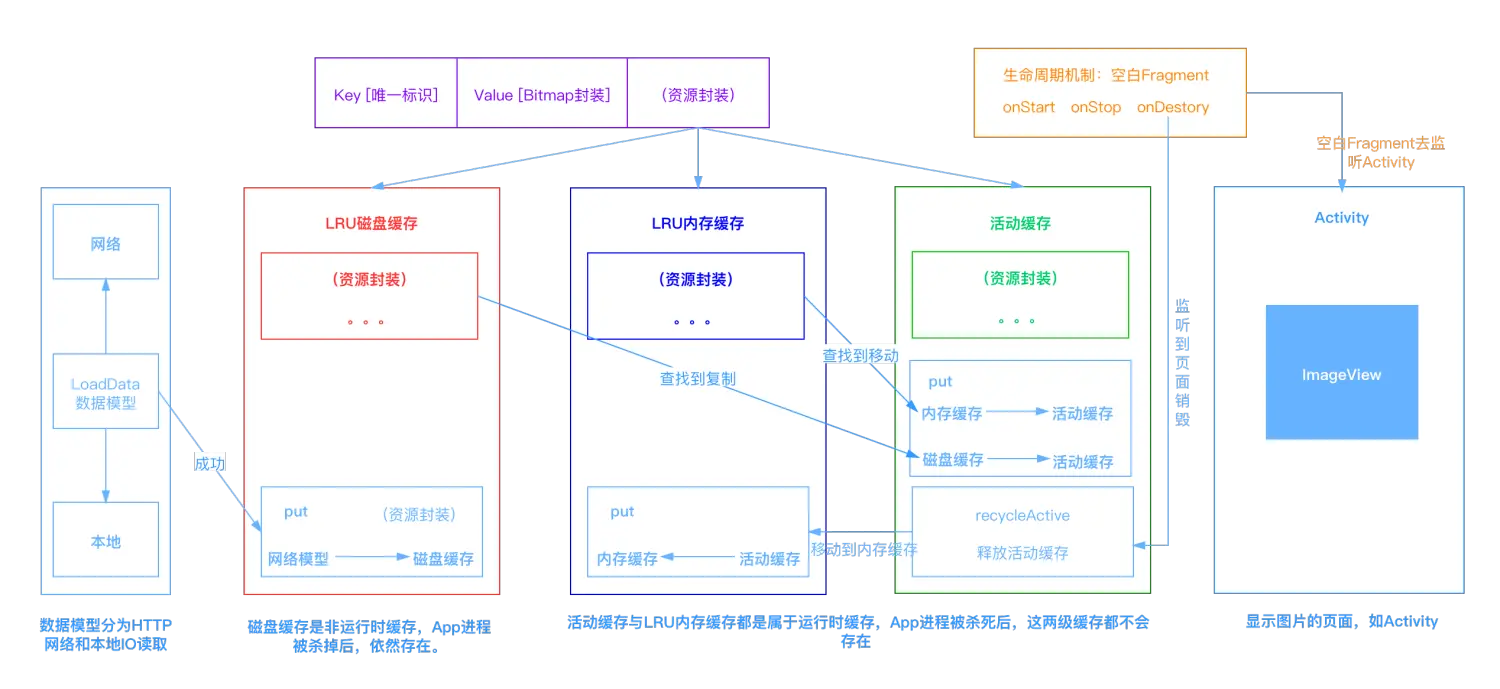 Key [唯一标识]
Value [Bitmap封装]
（资源封装）
生命周期机制：空白Fragment
onStart onStop onDestory
空白Fragment去监
听Activity
网络
LoadData
数据模型
本地
成功
数据模型分为HTTP
网络和本地IO读取
LRU磁盘缓存
（资源封装）
。。。
put （资源封装）
网络模型 磁盘缓存
磁盘缓存是非运行时缓存，App进程
被杀掉后，依然存在。
查找到复制
LRU内存缓存
（资源封装）
。。。
put
内存缓存 活动缓存
查找到移动
移动到内存缓存
活动缓存
（资源封装）
。。。
put
内存缓存 活动缓存
磁盘缓存 活动缓存
recycleActive
释放活动缓存
活动缓存与LRU内存缓存都是属于运行时缓存，App进程被杀死后，这两级缓存都不会
存在
监
听
到
页
面
销
毁
Activity
ImageView
显示图片的页面，如Activity